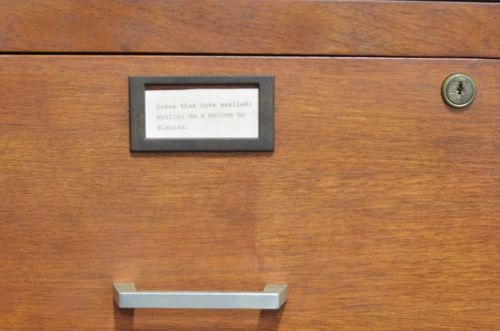 Cases that have settled;
Waiting on a motion to
dismiss.